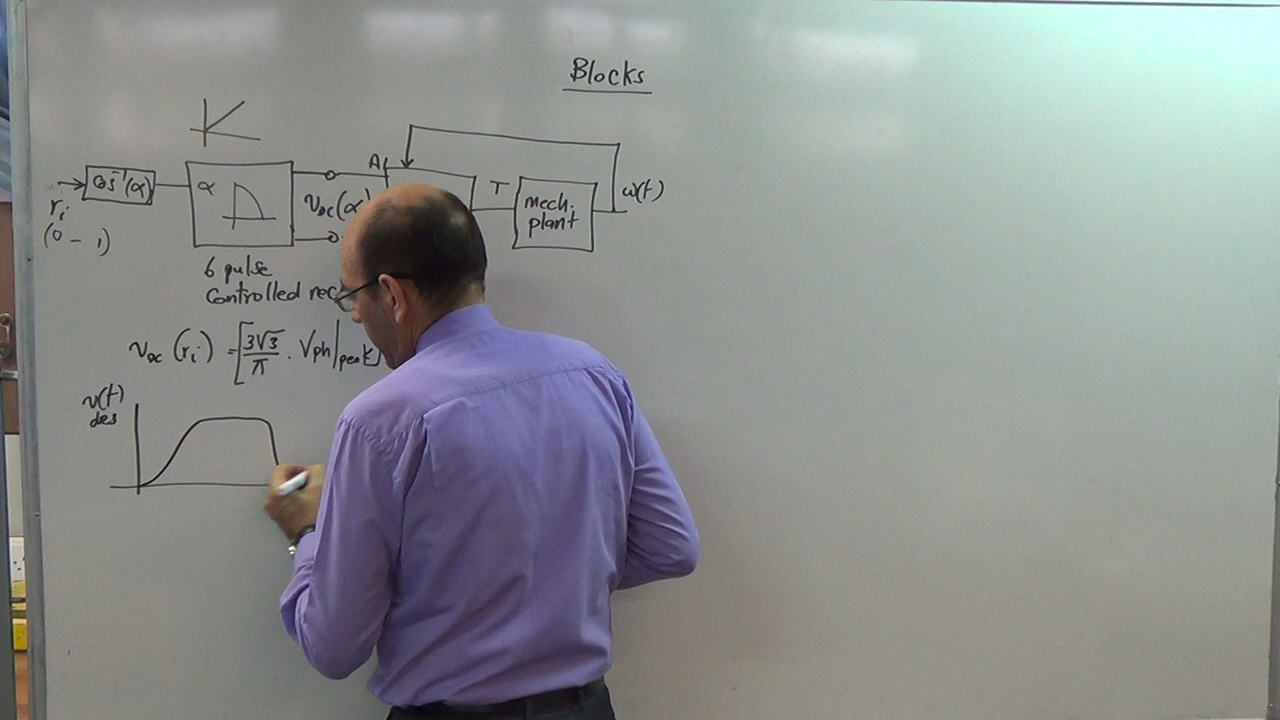 Blocks
A
cos⁻¹(α)
α
V_DC(α)
T
mech.
plant
ω(t)
r_i
(0 - 1)
6 pulse
Controlled rec
V_DC (r_i) = [3√3/π . Vph|peak]
v(t)
des